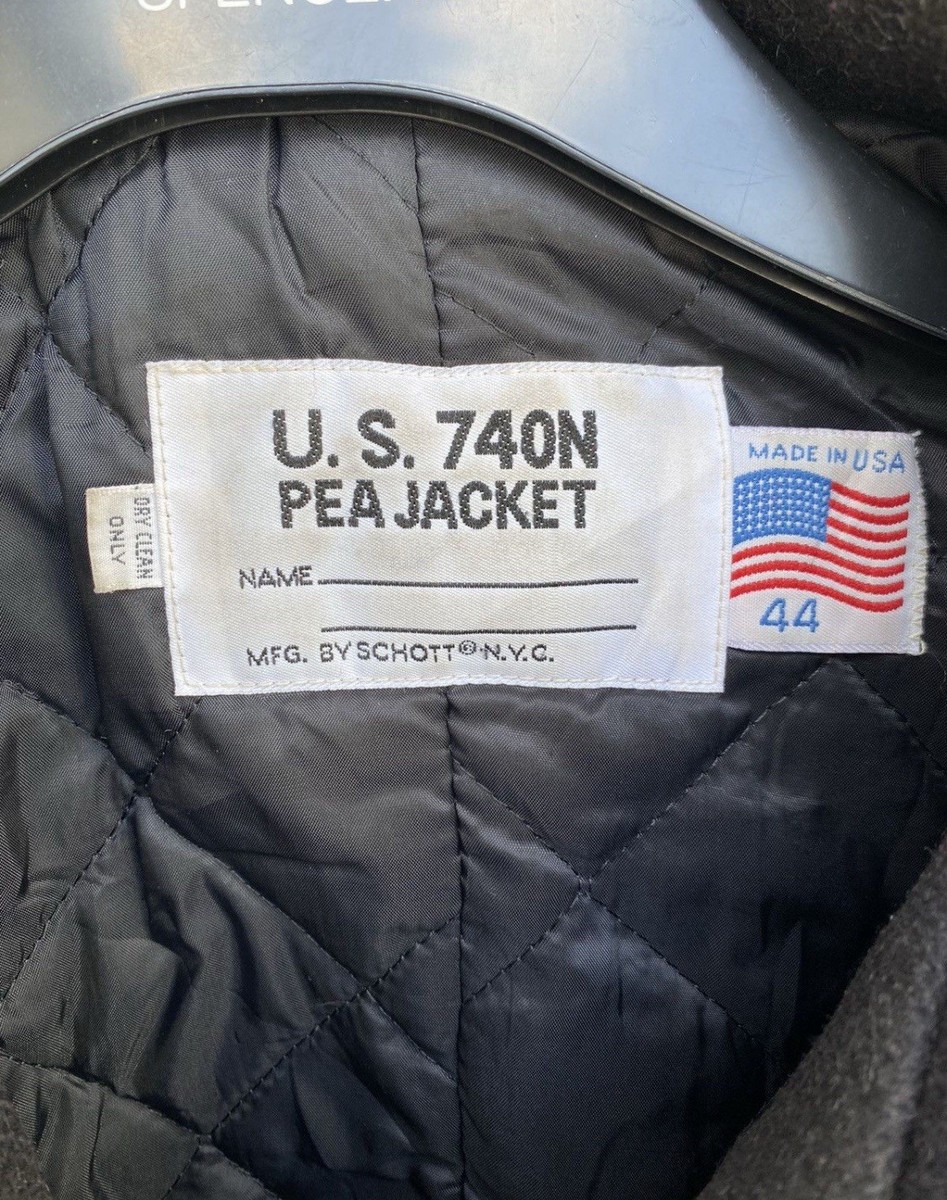 U. S. 740N
PEA JACKET
NAME
MFG. BY SCHOTT® N.Y.C.
DRY CLEAN
ONLY
MADE IN USA
44